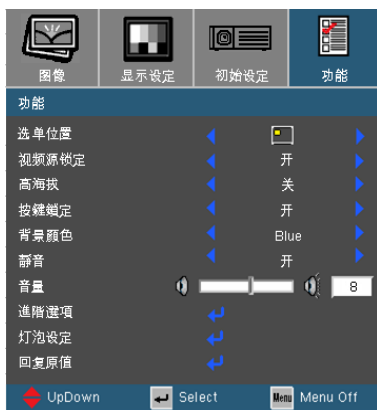 图像 显示设定 初始设定 功能
功能
选单位置
视频源锁定 开
高海拔 关
按鍵鎖定 开
背景颜色 Blue
靜音 开
音量 8
進階選項
灯泡设定
回复原值
UpDown Select Menu Menu Off